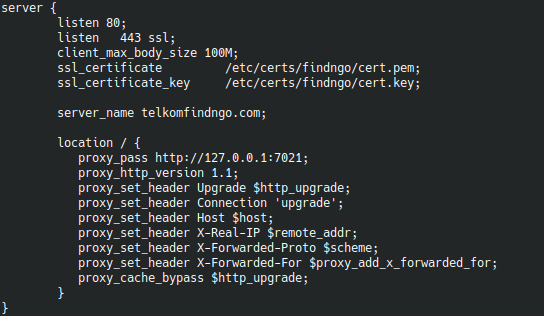 server {
listen 80;
listen 443 ssl;
client_max_body_size 100M;
ssl_certificate /etc/certs/findngo/cert.pem;
ssl_certificate_key /etc/certs/findngo/cert.key;
server_name telkomfindngo.com;
location / {
proxy_pass http://127.0.0.1:7021;
proxy_http_version 1.1;
proxy_set_header Upgrade $http_upgrade;
proxy_set_header Connection 'upgrade';
proxy_set_header Host $host;
proxy_set_header X-Real-IP $remote_addr;
proxy_set_header X-Forwarded-Proto $scheme;
proxy_set_header X-Forwarded-For $proxy_add_x_forwarded_for;
proxy_cache_bypass $http_upgrade;
}
}